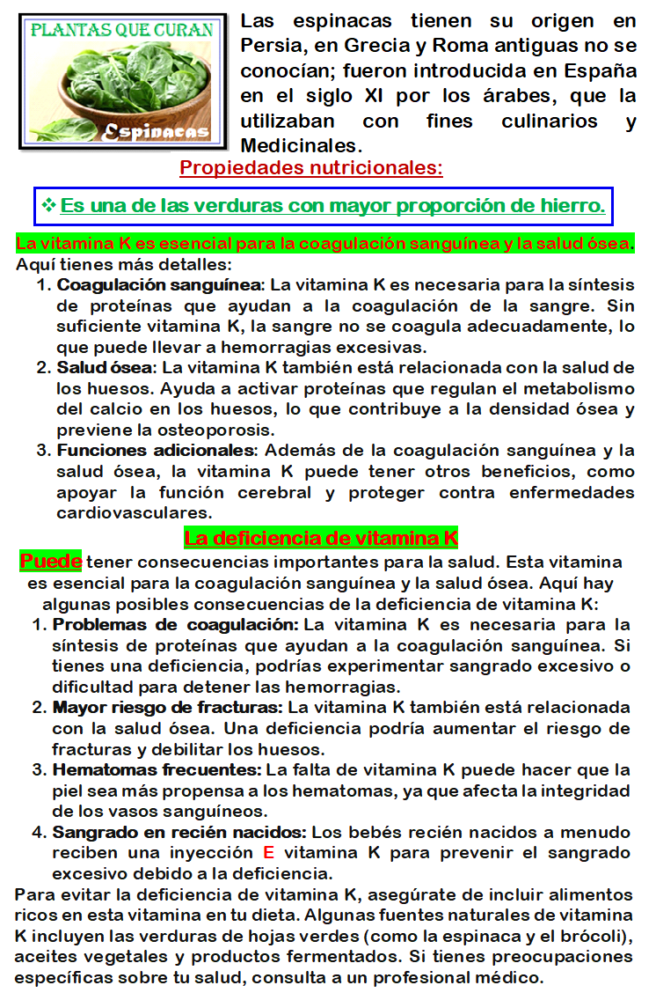 PLANTAS QUE CURAN
Espinacas
Las espinacas tienen su origen en
Persia, en Grecia y Roma antiguas no se
conocían; fueron introducida en España
en el siglo XI por los árabes, que la
utilizaban con fines culinarios y
Medicinales.
Propiedades nutricionales:
❖ Es una de las verduras con mayor proporción de hierro.
La vitamina K es esencial para la coagulación sanguínea y la salud ósea.
Aquí tienes más detalles:
1. Coagulación sanguínea: La vitamina K es necesaria para la síntesis
de proteínas que ayudan a la coagulación de la sangre. Sin
suficiente vitamina K, la sangre no se coagula adecuadamente, lo
que puede llevar a hemorragias excesivas.
2. Salud ósea: La vitamina K también está relacionada con la salud de
los huesos. Ayuda a activar proteínas que regulan el metabolismo
del calcio en los huesos, lo que contribuye a la densidad ósea y
previene la osteoporosis.
3. Funciones adicionales: Además de la coagulación sanguínea y la
salud ósea, la vitamina K puede tener otros beneficios, como
apoyar la función cerebral y proteger contra enfermedades
cardiovasculares.
La deficiencia de vitamina K
Puede tener consecuencias importantes para la salud. Esta vitamina
es esencial para la coagulación sanguínea y la salud ósea. Aquí hay
algunas posibles consecuencias de la deficiencia de vitamina K:
1. Problemas de coagulación: La vitamina K es necesaria para la
síntesis de proteínas que ayudan a la coagulación sanguínea. Si
tienes una deficiencia, podrías experimentar sangrado excesivo o
dificultad para detener las hemorragias.
2. Mayor riesgo de fracturas: La vitamina K también está relacionada
con la salud ósea. Una deficiencia podría aumentar el riesgo de
fracturas y debilitar los huesos.
3. Hematomas frecuentes: La falta de vitamina K puede hacer que la
piel sea más propensa a los hematomas, ya que afecta la integridad
de los vasos sanguíneos.
4. Sangrado en recién nacidos: Los bebés recién nacidos a menudo
reciben una inyección E vitamina K para prevenir el sangrado
excesivo debido a la deficiencia.
Para evitar la deficiencia de vitamina K, asegúrate de incluir alimentos
ricos en esta vitamina en tu dieta. Algunas fuentes naturales de vitamina
K incluyen las verduras de hojas verdes (como la espinaca y el brócoli),
aceites vegetales y productos fermentados. Si tienes preocupaciones
específicas sobre tu salud, consulta a un profesional médico.